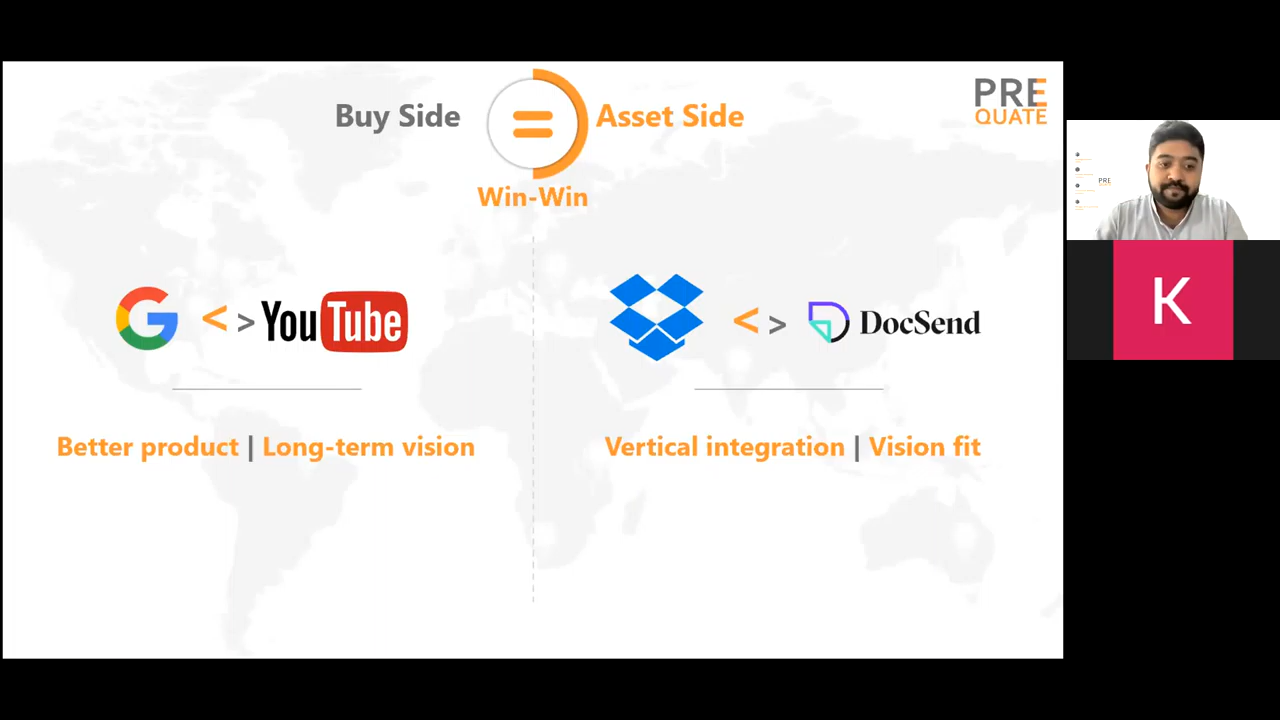 Buy Side = Asset Side
Win-Win
PRE
QUATE
G < > YouTube
< > DocSend
Better product | Long-term vision
Vertical integration | Vision fit
PRE
K